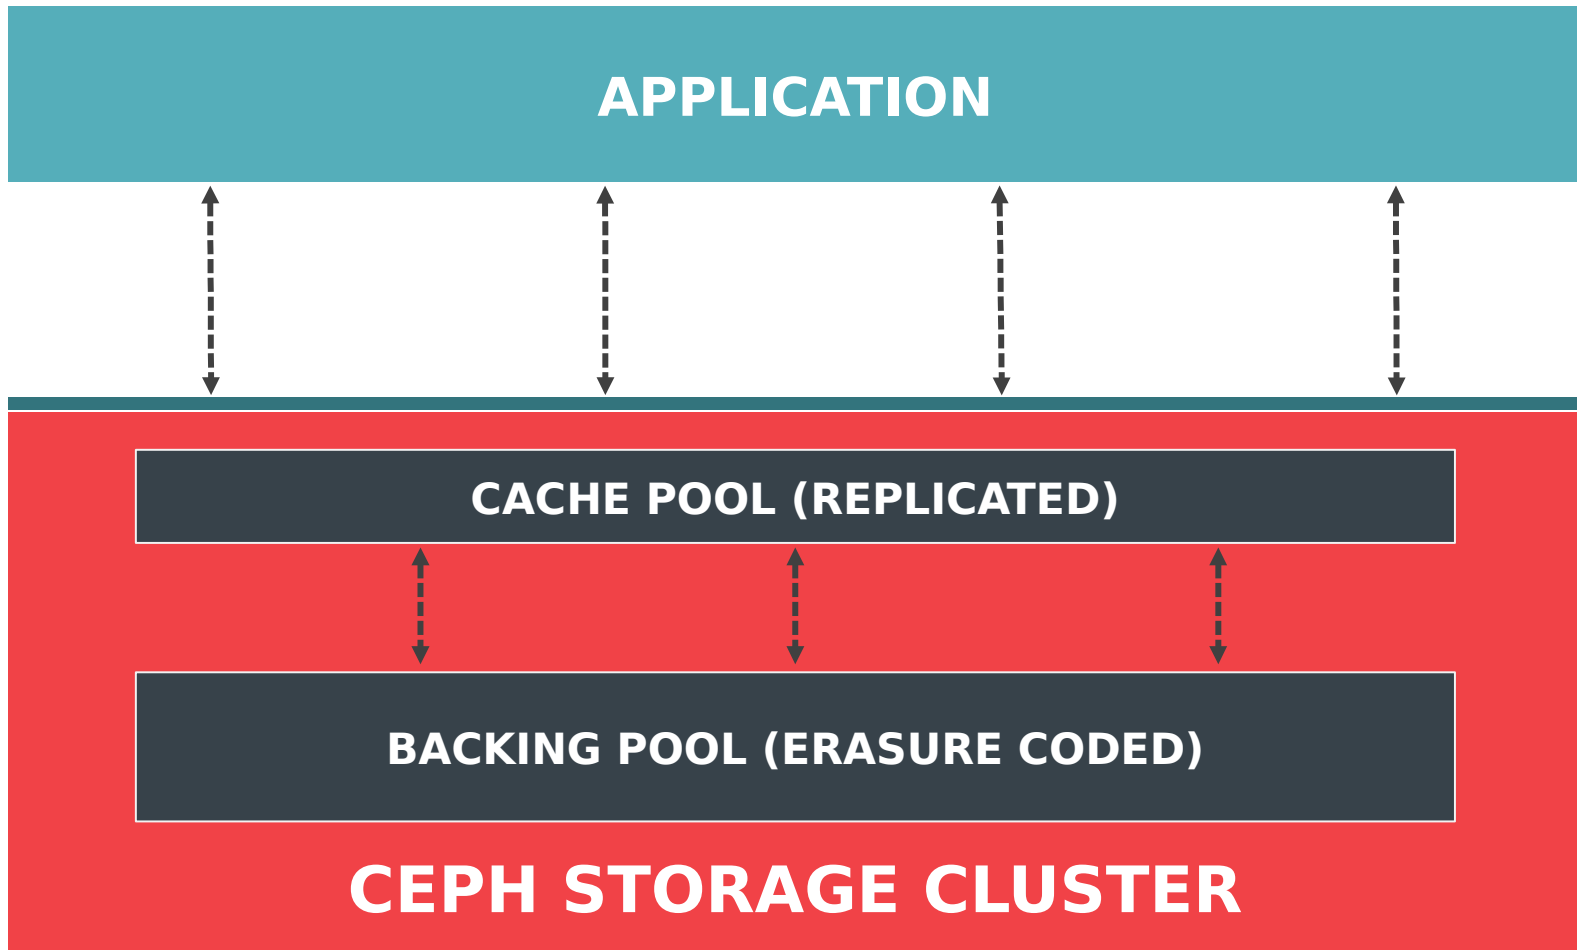 APPLICATION
CACHE POOL (REPLICATED)
BACKING POOL (ERASURE CODED)
CEPH STORAGE CLUSTER